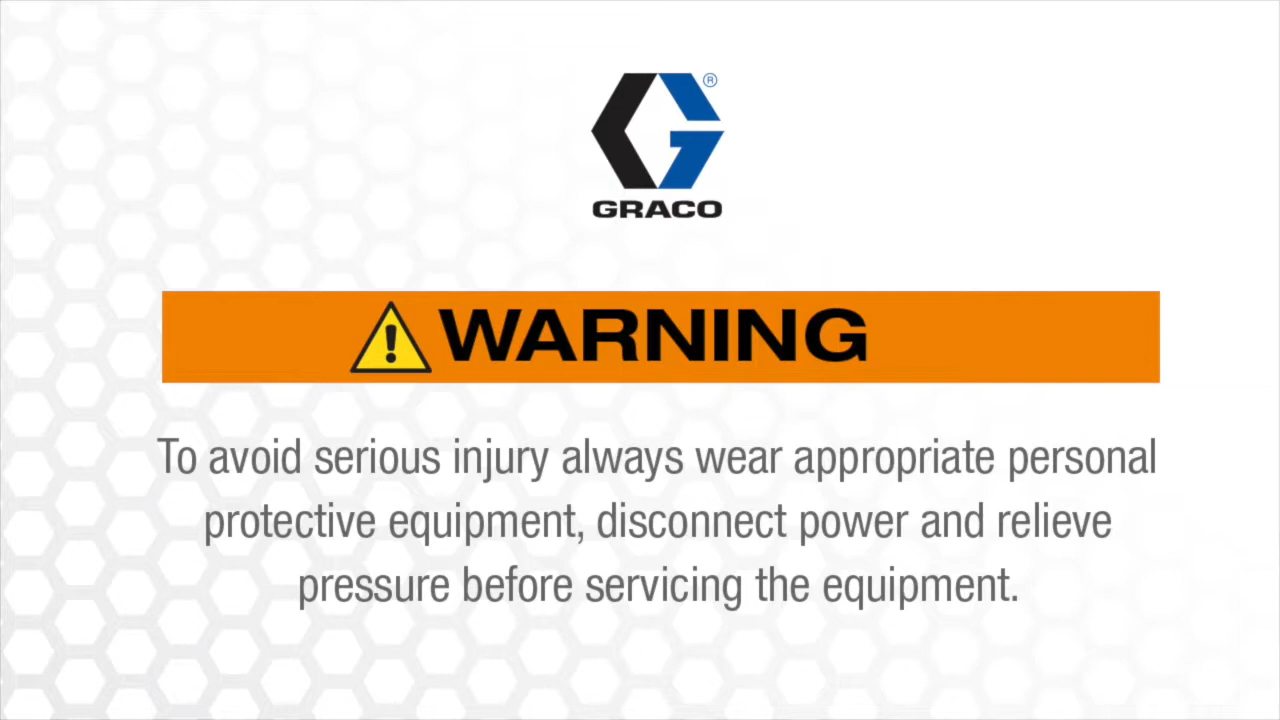 ®
GRACO
WARNING
To avoid serious injury always wear appropriate personal
protective equipment, disconnect power and relieve
pressure before servicing the equipment.